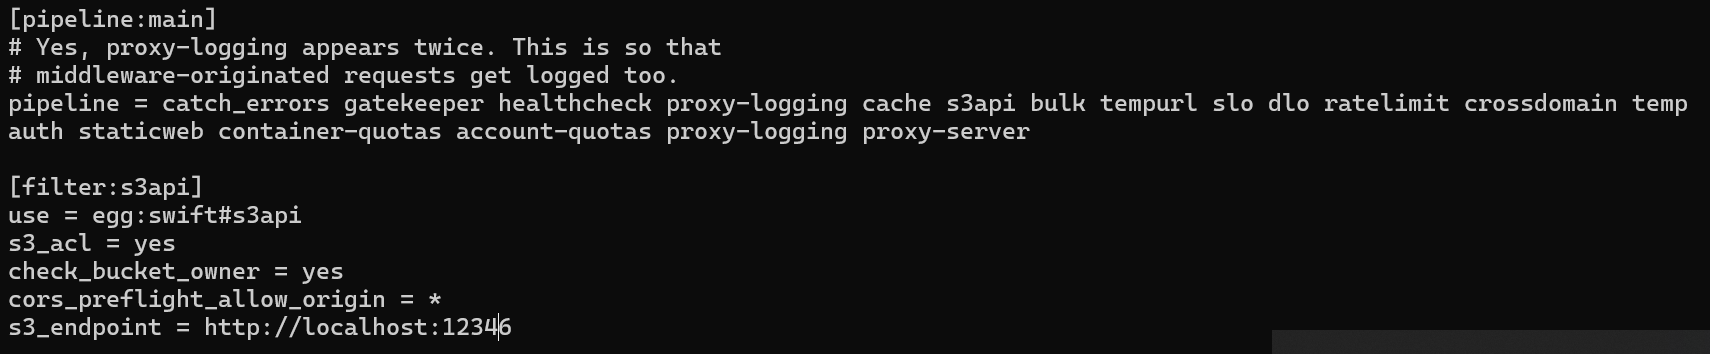 [pipeline:main]
# Yes, proxy-logging appears twice. This is so that
# middleware-originated requests get logged too.
pipeline = catch_errors gatekeeper healthcheck proxy-logging cache s3api bulk tempurl slo dlo ratelimit crossdomain temp
auth staticweb container-quotas account-quotas proxy-logging proxy-server
[filter:s3api]
use = egg:swift#s3api
s3_acl = yes
check_bucket_owner = yes
cors_preflight_allow_origin = *
s3_endpoint = http://localhost:12346